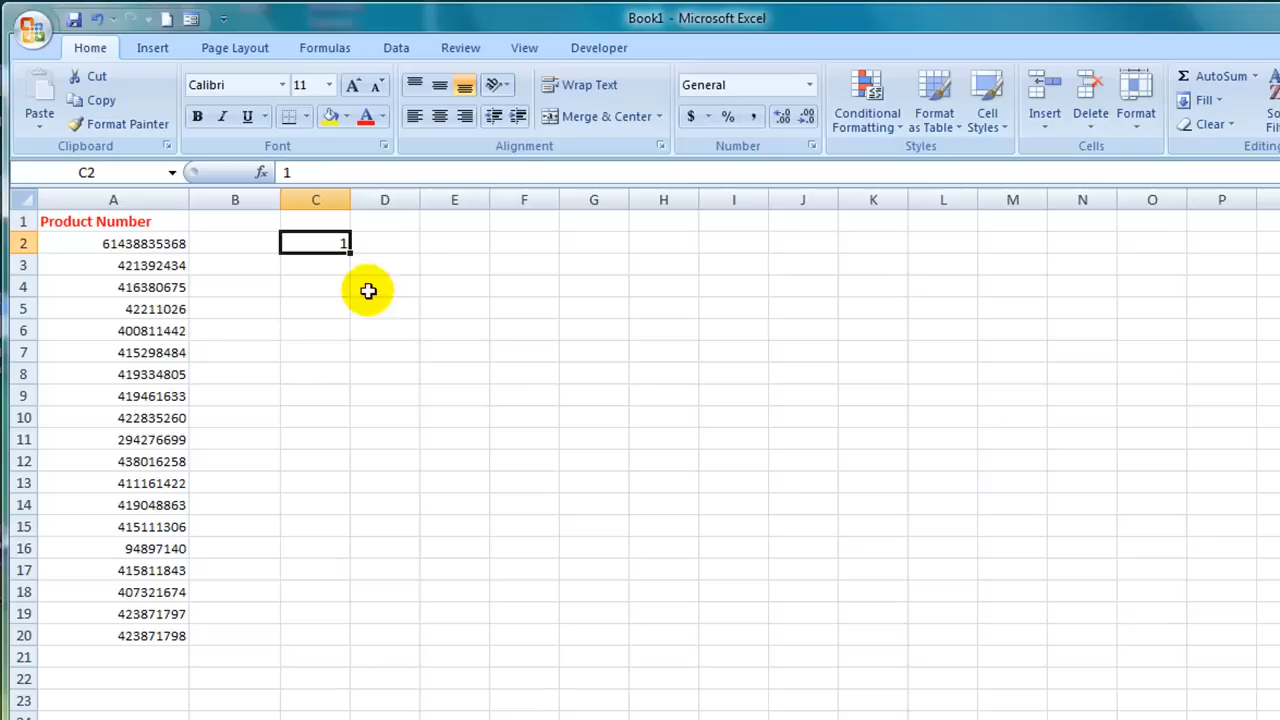 Book1 - Microsoft Excel
Home Insert Page Layout Formulas Data Review View Developer
Cut
Copy
Format Painter
Paste
Clipboard
Calibri 11 A A
B I U A
Font
Wrap Text
Merge & Center
Alignment
General
$ % , .00 .0
Number
Conditional Formatting
Format as Table
Cell Styles
Styles
Insert Delete Format
Cells
Σ AutoSum
Fill
Clear
Editing
C2 fx 1
A B C D E F G H I J K L M N O P
1 Product Number
2 61438835368 1
3 421392434
4 416380675
5 42211026
6 400811442
7 415298484
8 419334805
9 419461633
10 422835260
11 294276699
12 438016258
13 411161422
14 419048863
15 415111306
16 94897140
17 415811843
18 407321674
19 423871797
20 423871798
21
22
23